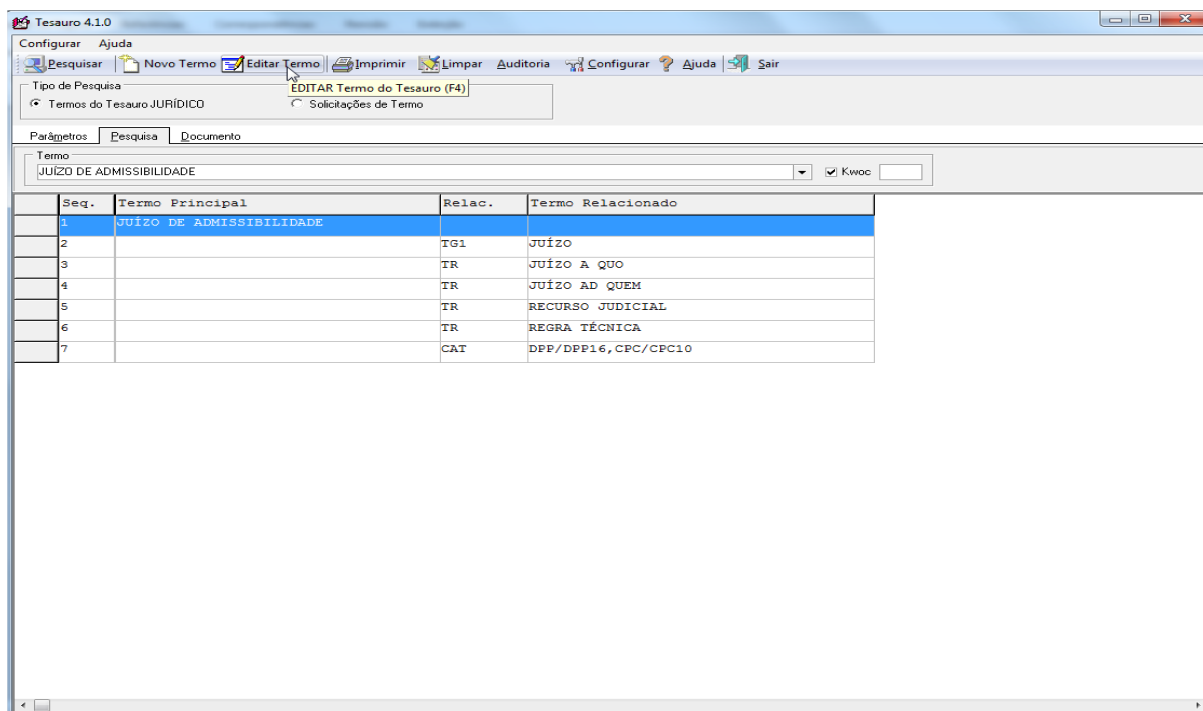 Tesauro 4.1.0
Configurar Ajuda
Pesquisar Novo Termo Editar Termo Imprimir Limpar Auditoria Configurar Ajuda Sair
Tipo de Pesquisa
EDITAR Termo do Tesauro (F4)
Termos do Tesauro JURÍDICO Solicitações de Termo
Parâmetros Pesquisa Documento
Termo
JUÍZO DE ADMISSIBILIDADE Kwoc
Seq. Termo Principal Relac. Termo Relacionado
1 JUÍZO DE ADMISSIBILIDADE
2 TG1 JUÍZO
3 TR JUÍZO A QUO
4 TR JUÍZO AD QUEM
5 TR RECURSO JUDICIAL
6 TR REGRA TÉCNICA
7 CAT DPP/DPP16,CPC/CPC10